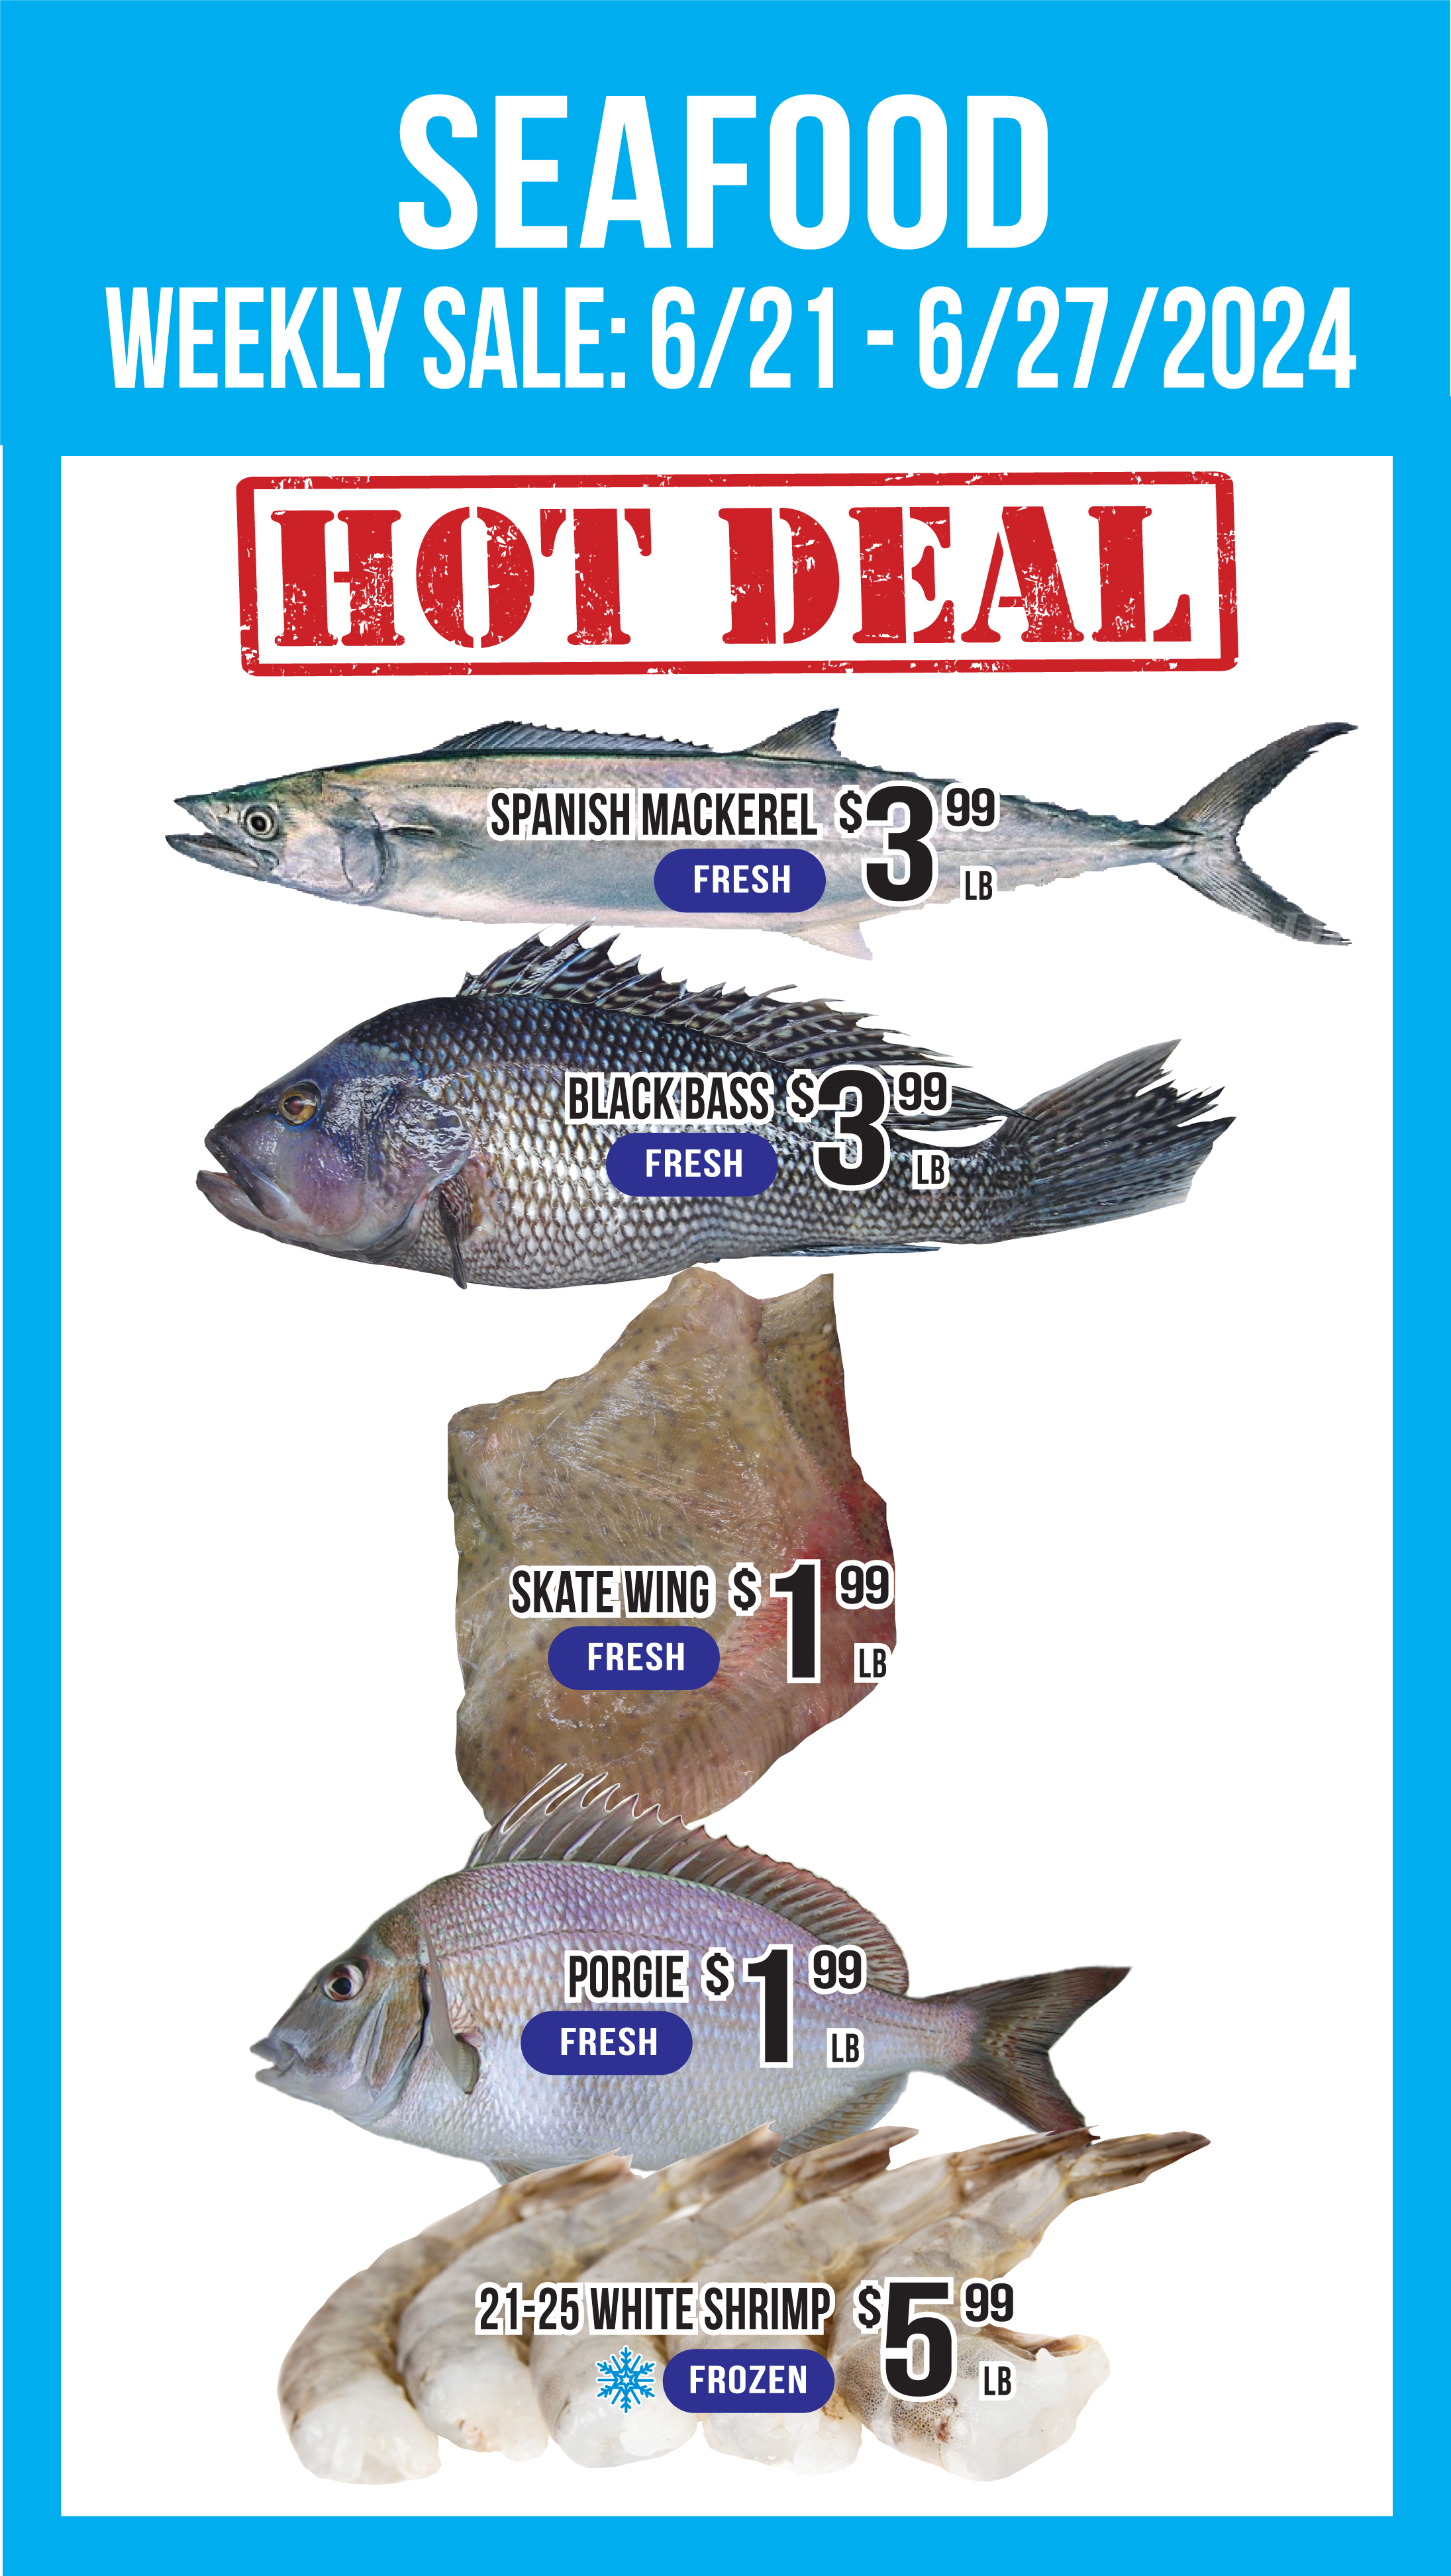 SEAFOOD
WEEKLY SALE: 6/21 - 6/27/2024
HOT DEAL
SPANISH MACKEREL $3 99
FRESH LB
BLACK BASS $3 99
FRESH LB
SKATE WING $1 99
FRESH LB
PORGIE $1 99
FRESH LB
21-25 WHITE SHRIMP $5 99
FROZEN LB